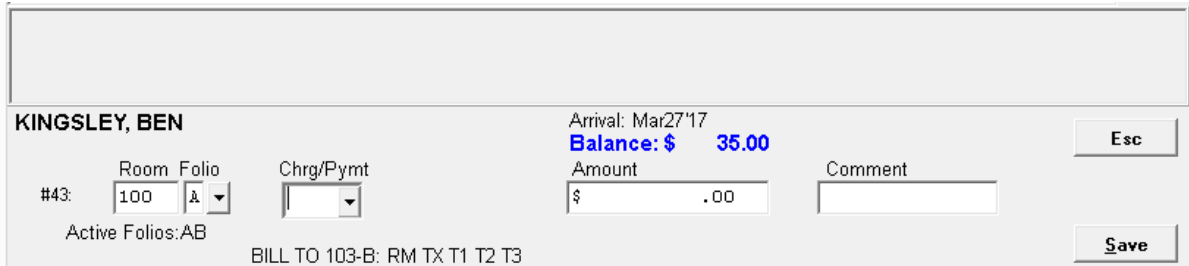 KINGSLEY, BEN
Arrival: Mar27'17
Balance: $ 35.00
Esc
Room Folio Chrg/Pymt Amount Comment
#43: 100 A $ .00
Active Folios:AB
BILL TO 103-B: RM TX T1 T2 T3
Save